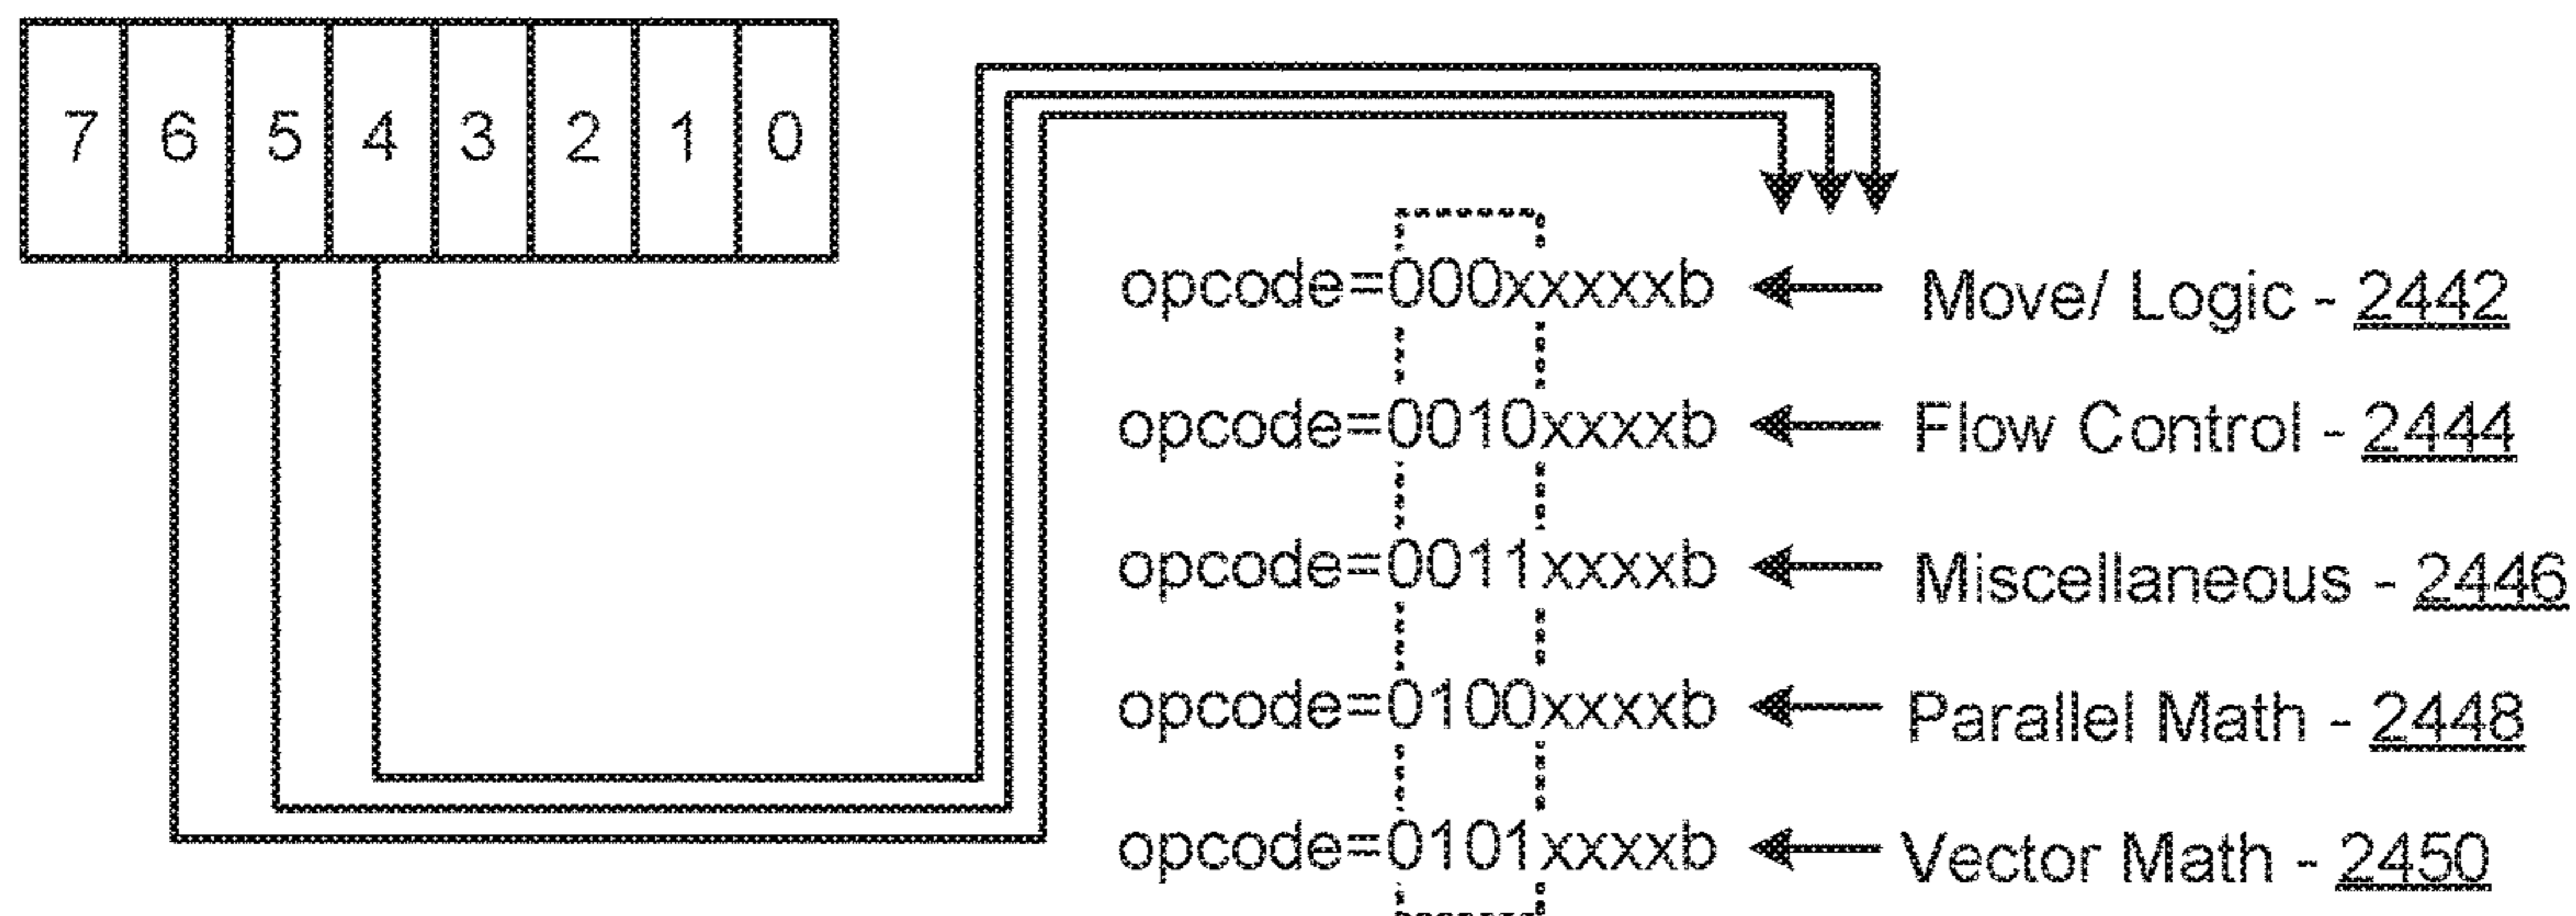 7 6 5 4 3 2 1 0
opcode=000xxxxxb Move/ Logic - 2442
opcode=0010xxxxb Flow Control - 2444
opcode=0011xxxxb Miscellaneous - 2446
opcode=0100xxxxb Parallel Math - 2448
opcode=0101xxxxb Vector Math - 2450